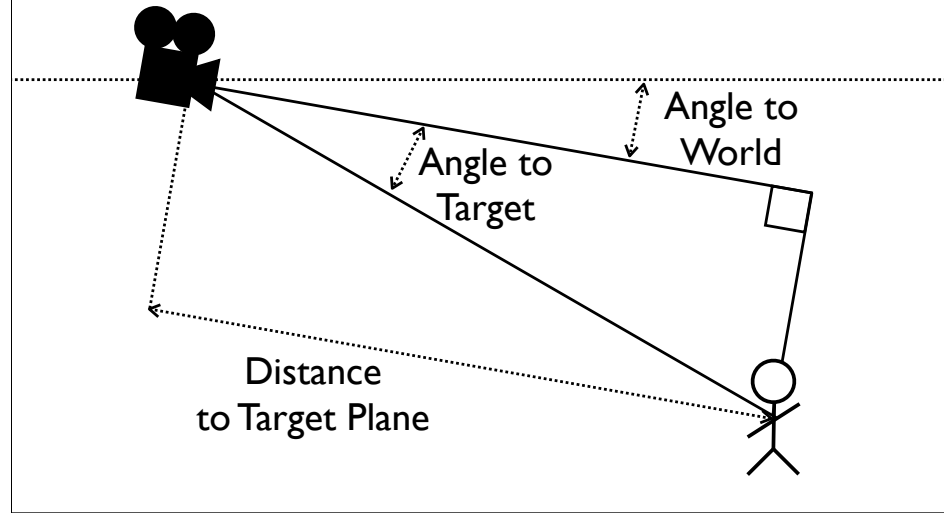 Angle to
World
Angle to
Target
Distance
to Target Plane